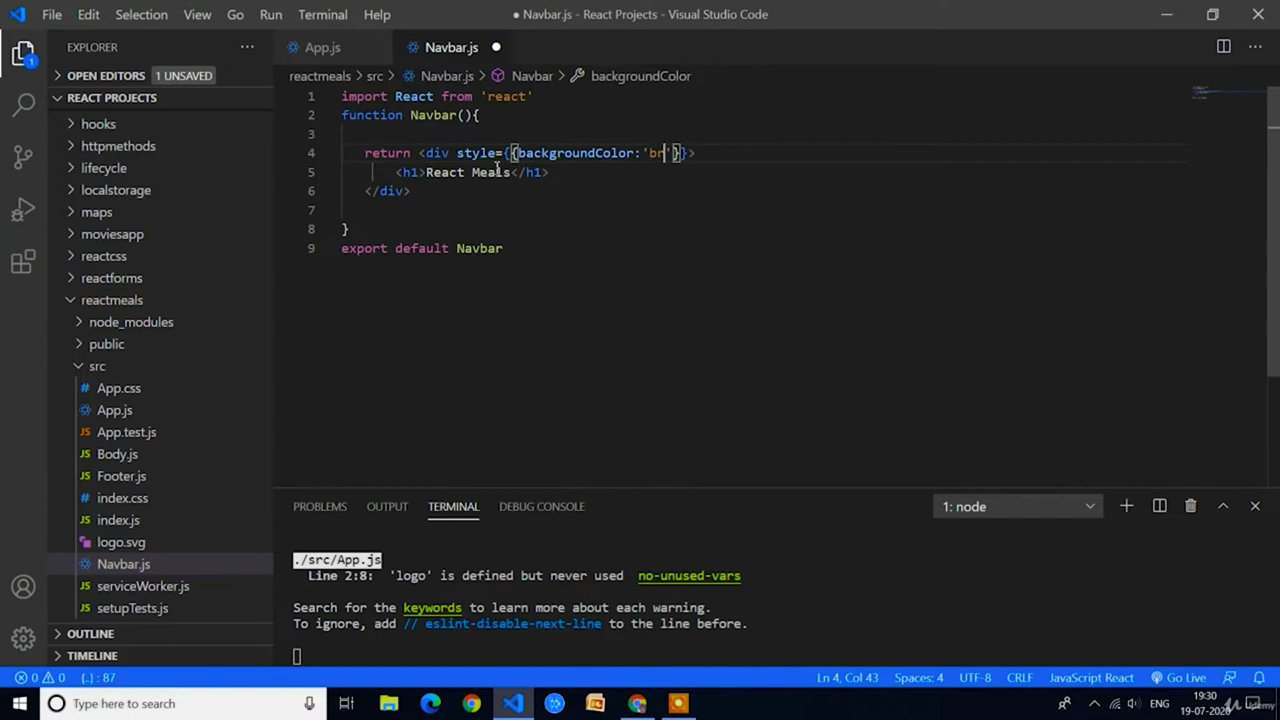 File Edit Selection View Go Run Terminal Help
● Navbar.js - React Projects - Visual Studio Code
EXPLORER
App.js
Navbar.js
OPEN EDITORS 1 UNSAVED
reactmeals > src > Navbar.js > Navbar > backgroundColor
REACT PROJECTS
hooks
httpmethods
lifecycle
localstorage
maps
moviesapp
reactcss
reactforms
reactmeals
node_modules
public
src
App.css
App.js
App.test.js
Body.js
Footer.js
index.css
index.js
logo.svg
Navbar.js
serviceWorker.js
setupTests.js
OUTLINE
TIMELINE
1 import React from 'react'
2 function Navbar(){
3
4 return <div style={{backgroundColor:'br'}}>
5 <h1>React Meals</h1>
6 </div>
7
8 }
9 export default Navbar
PROBLEMS OUTPUT TERMINAL DEBUG CONSOLE
1: node
./src/App.js
Line 2:8: 'logo' is defined but never used no-unused-vars
Search for the keywords to learn more about each warning.
To ignore, add // eslint-disable-next-line to the line before.
0 0 {..} : 87
Ln 4, Col 43 Spaces: 4 UTF-8 CRLF JavaScript React Go Live
Type here to search
ENG
19:30
19-07-2020
Udemy
1